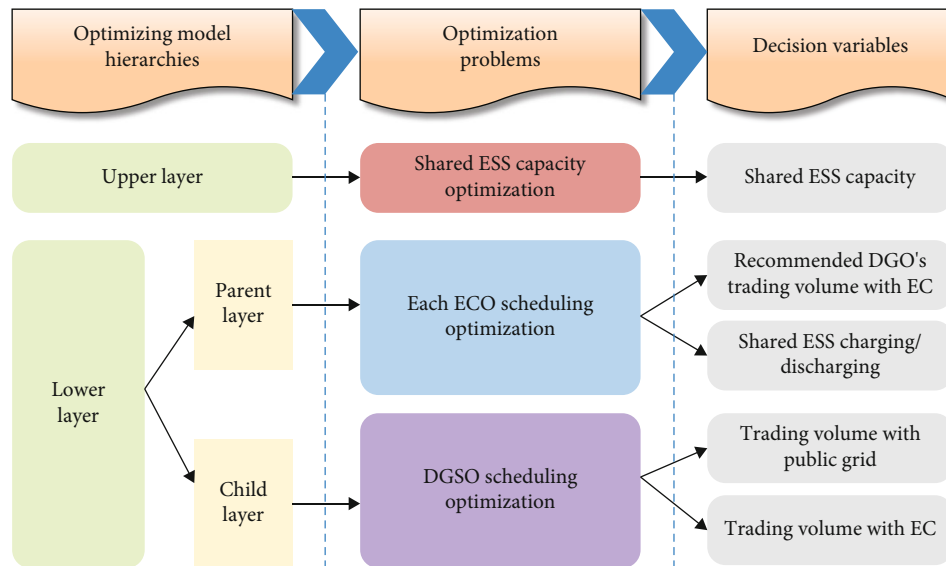 Optimizing model
hierarchies
Optimization
problems
Decision variables
Upper layer
Shared ESS capacity
optimization
Shared ESS capacity
Lower
layer
Parent
layer
Each ECO scheduling
optimization
Recommended DGO's
trading volume with EC
Shared ESS charging/
discharging
Child
layer
DGSO scheduling
optimization
Trading volume with
public grid
Trading volume with EC